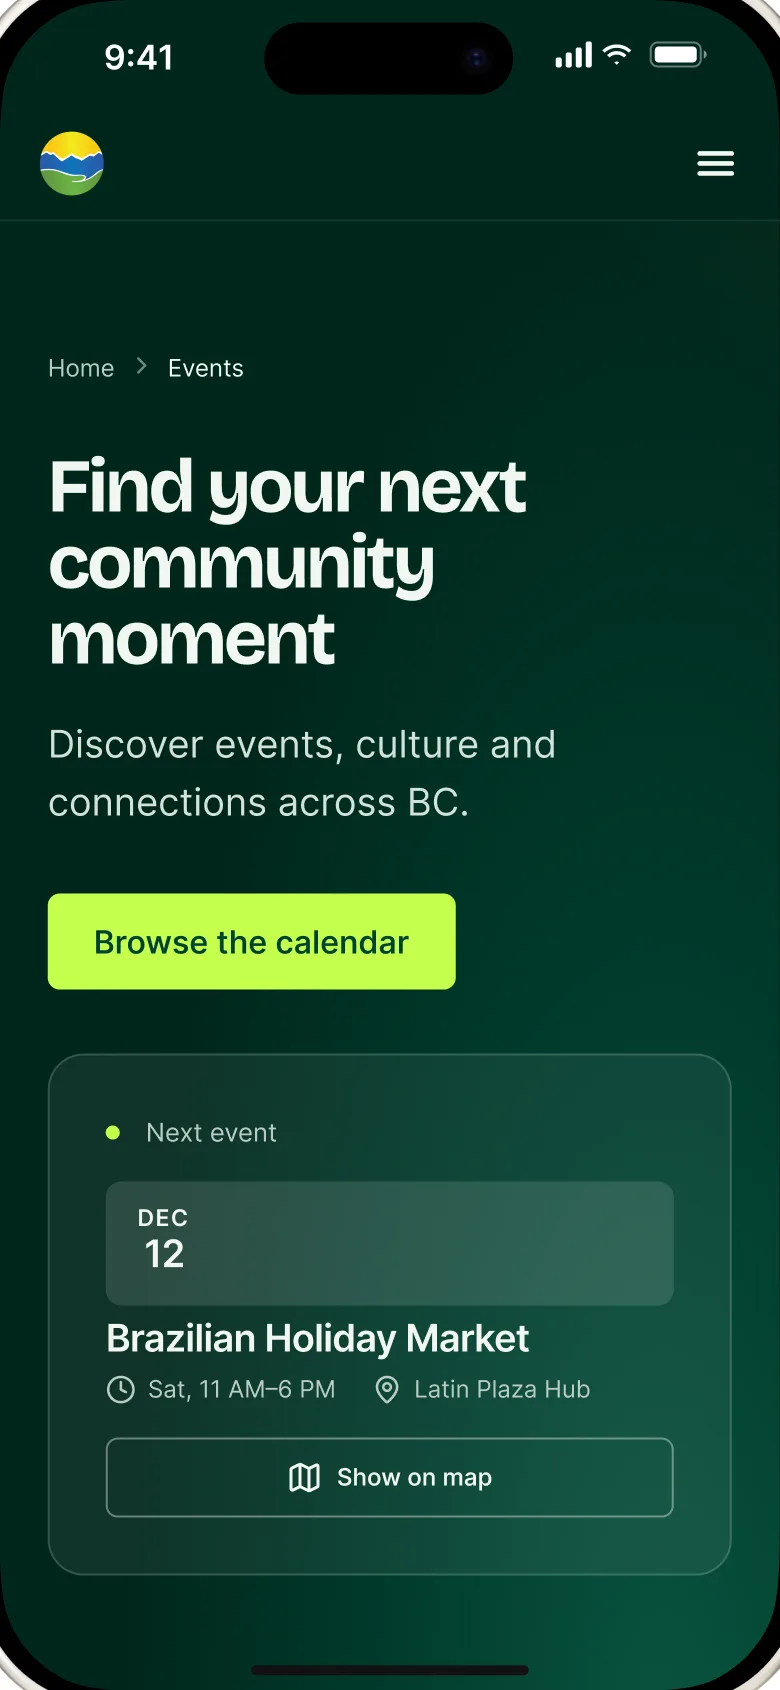 9:41
Home > Events
Find your next
community
moment
Discover events, culture and
connections across BC.
Browse the calendar
Next event
DEC
12
Brazilian Holiday Market
Sat, 11 AM–6 PM Latin Plaza Hub
Show on map